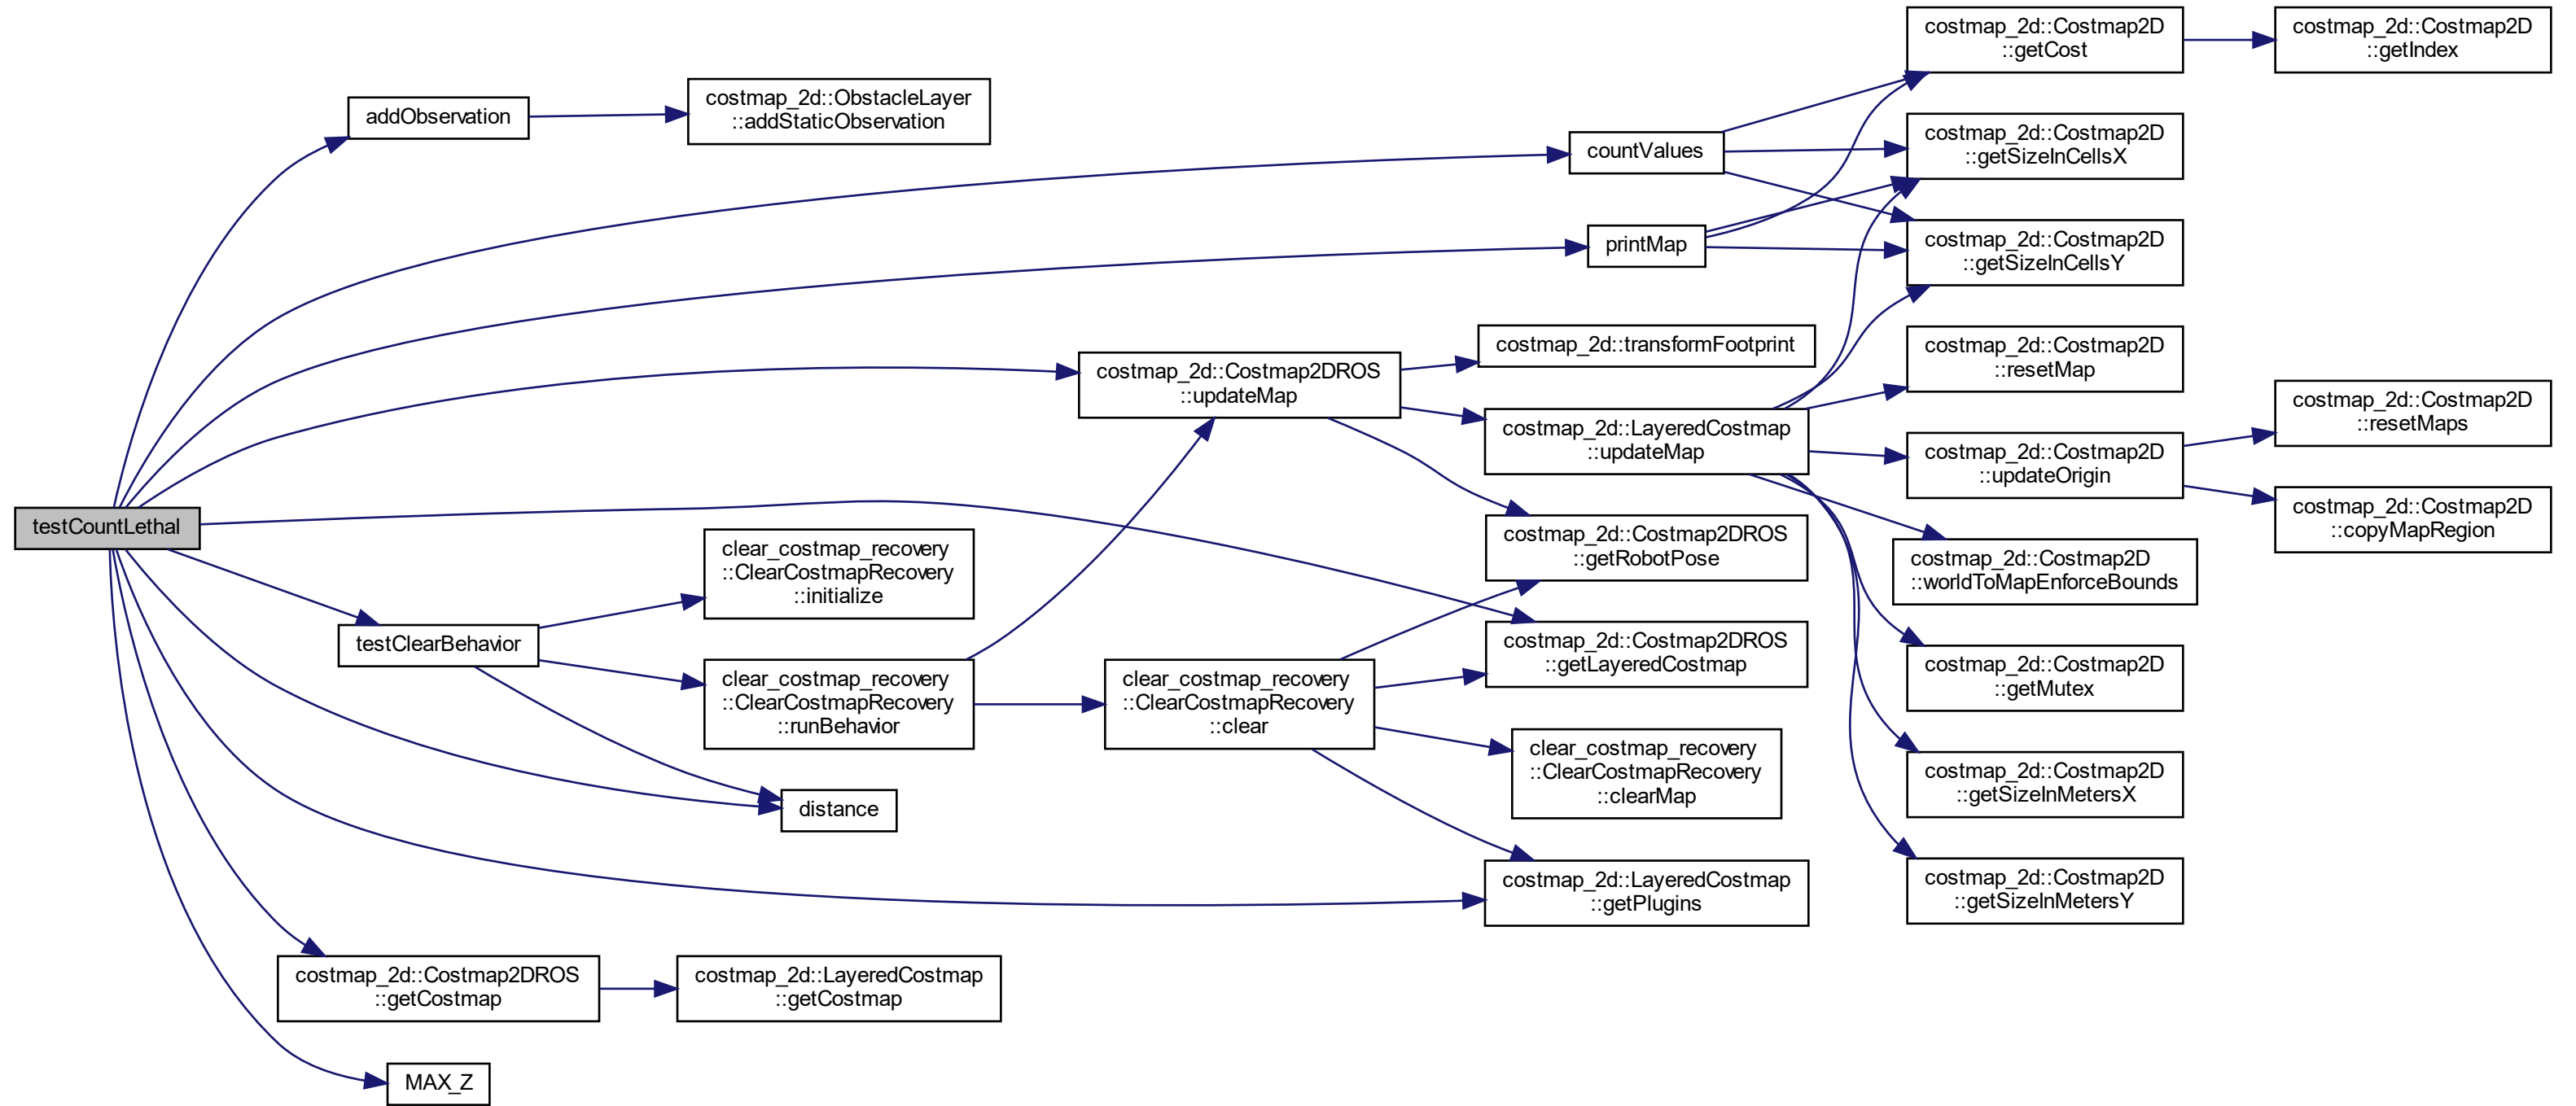 testCountLethal
addObservation
costmap_2d::ObstacleLayer
::addStaticObservation
countValues
costmap_2d::Costmap2D
::getCost
costmap_2d::Costmap2D
::getIndex
costmap_2d::Costmap2D
::getSizeInCellsX
printMap
costmap_2d::Costmap2D
::getSizeInCellsY
costmap_2d::Costmap2DROS
::updateMap
costmap_2d::transformFootprint
costmap_2d::LayeredCostmap
::updateMap
costmap_2d::Costmap2D
::resetMap
costmap_2d::Costmap2D
::updateOrigin
costmap_2d::Costmap2D
::resetMaps
costmap_2d::Costmap2D
::copyMapRegion
costmap_2d::Costmap2D
::worldToMapEnforceBounds
costmap_2d::Costmap2D
::getMutex
costmap_2d::Costmap2D
::getSizeInMetersX
costmap_2d::Costmap2D
::getSizeInMetersY
costmap_2d::Costmap2DROS
::getRobotPose
costmap_2d::Costmap2DROS
::getLayeredCostmap
testClearBehavior
clear_costmap_recovery
::ClearCostmapRecovery
::initialize
clear_costmap_recovery
::ClearCostmapRecovery
::runBehavior
clear_costmap_recovery
::ClearCostmapRecovery
::clear
clear_costmap_recovery
::ClearCostmapRecovery
::clearMap
distance
costmap_2d::LayeredCostmap
::getPlugins
costmap_2d::Costmap2DROS
::getCostmap
costmap_2d::LayeredCostmap
::getCostmap
MAX_Z